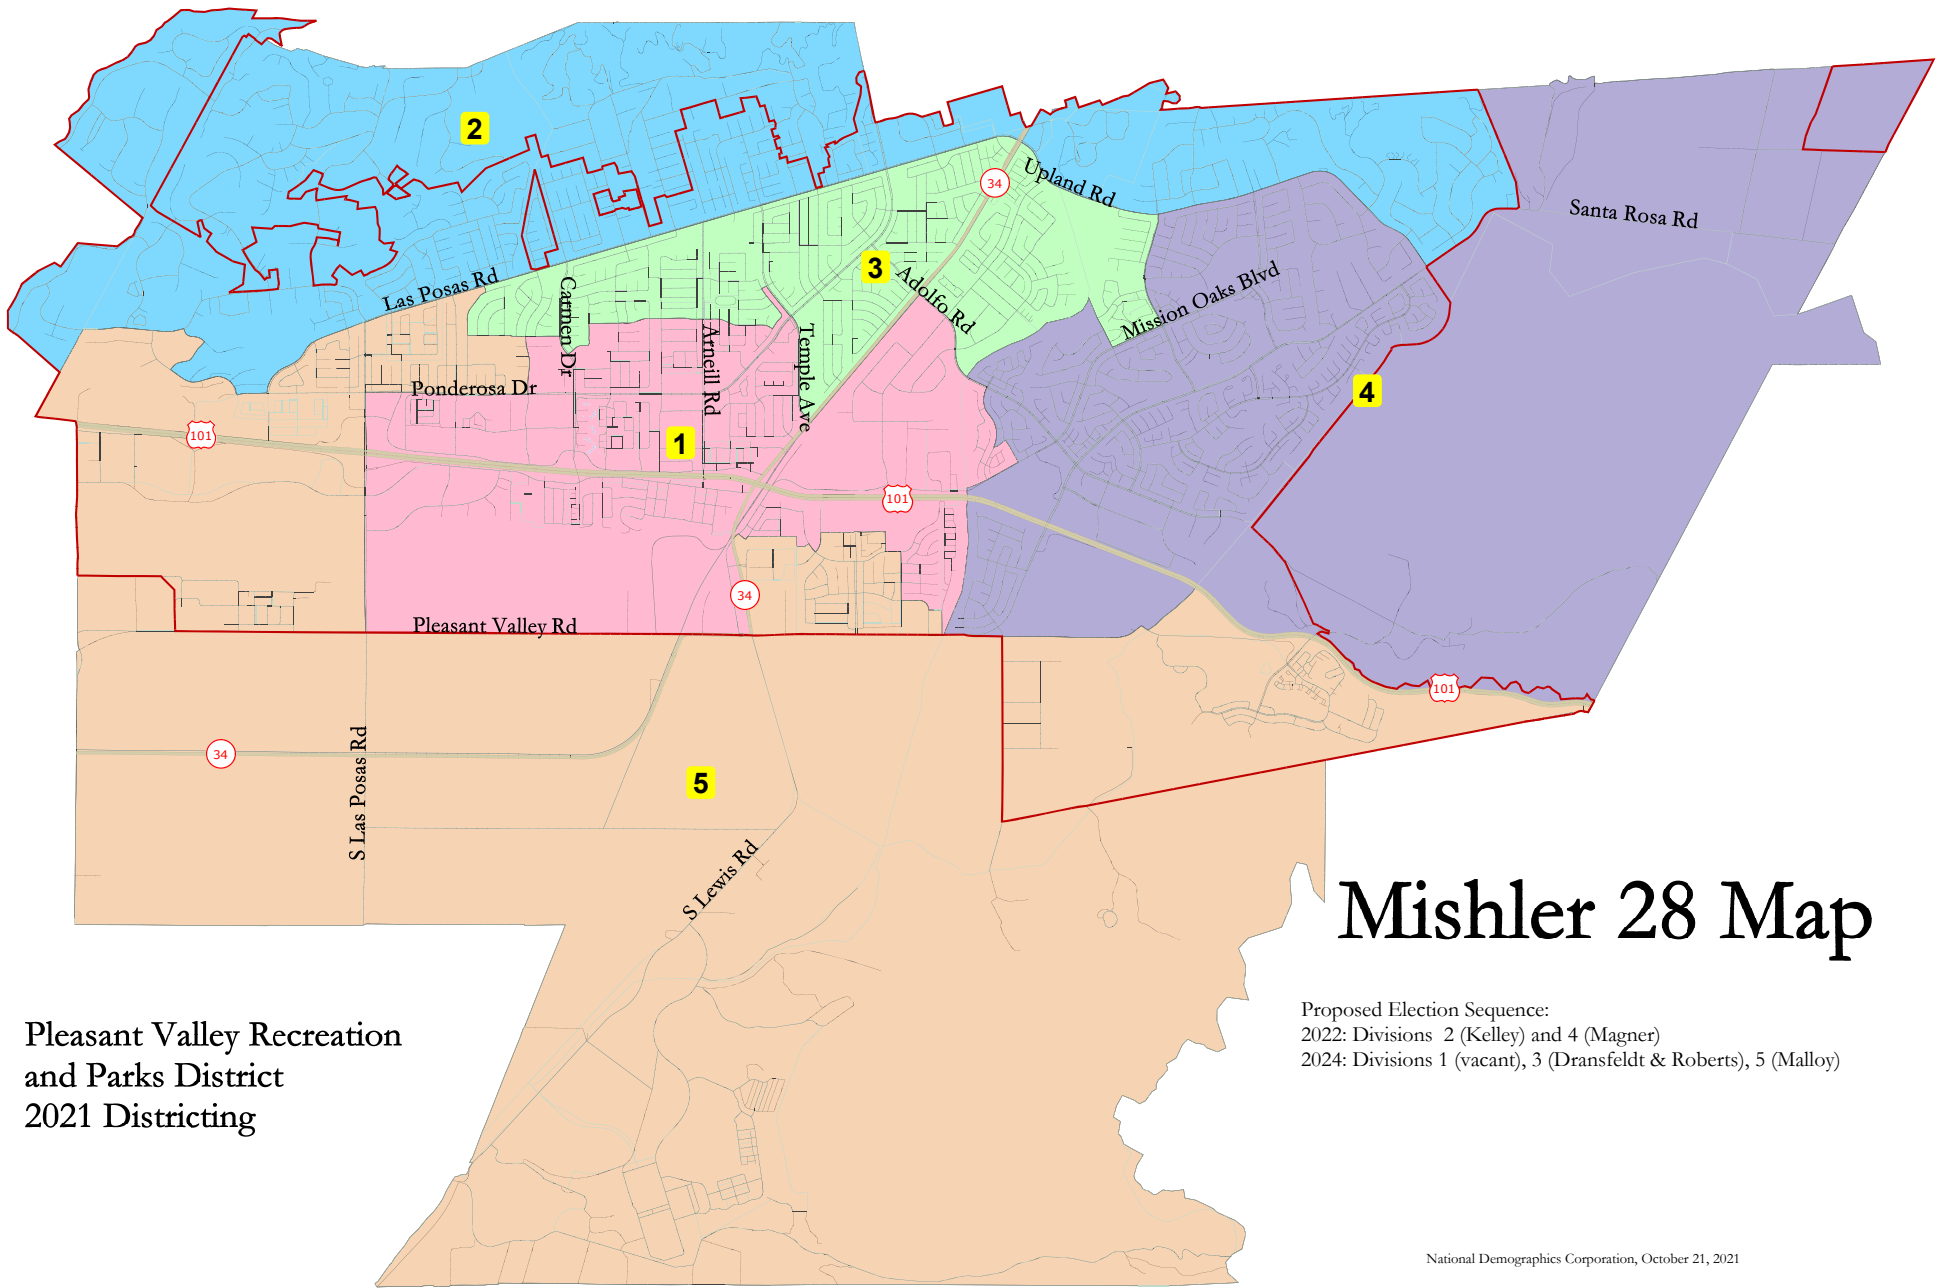 2
34
Upland Rd
Santa Rosa Rd
3
Las Posas Rd
Carmen Dr
Adolfo Rd
Mission Oaks Blvd
Arneill Rd
Temple Ave
Ponderosa Dr
4
101
1
101
34
Pleasant Valley Rd
101
34
S Las Posas Rd
5
S Lewis Rd
Mishler 28 Map
Proposed Election Sequence:
2022: Divisions 2 (Kelley) and 4 (Magner)
2024: Divisions 1 (vacant), 3 (Dransfeldt & Roberts), 5 (Malloy)
Pleasant Valley Recreation
and Parks District
2021 Districting
National Demographics Corporation, October 21, 2021